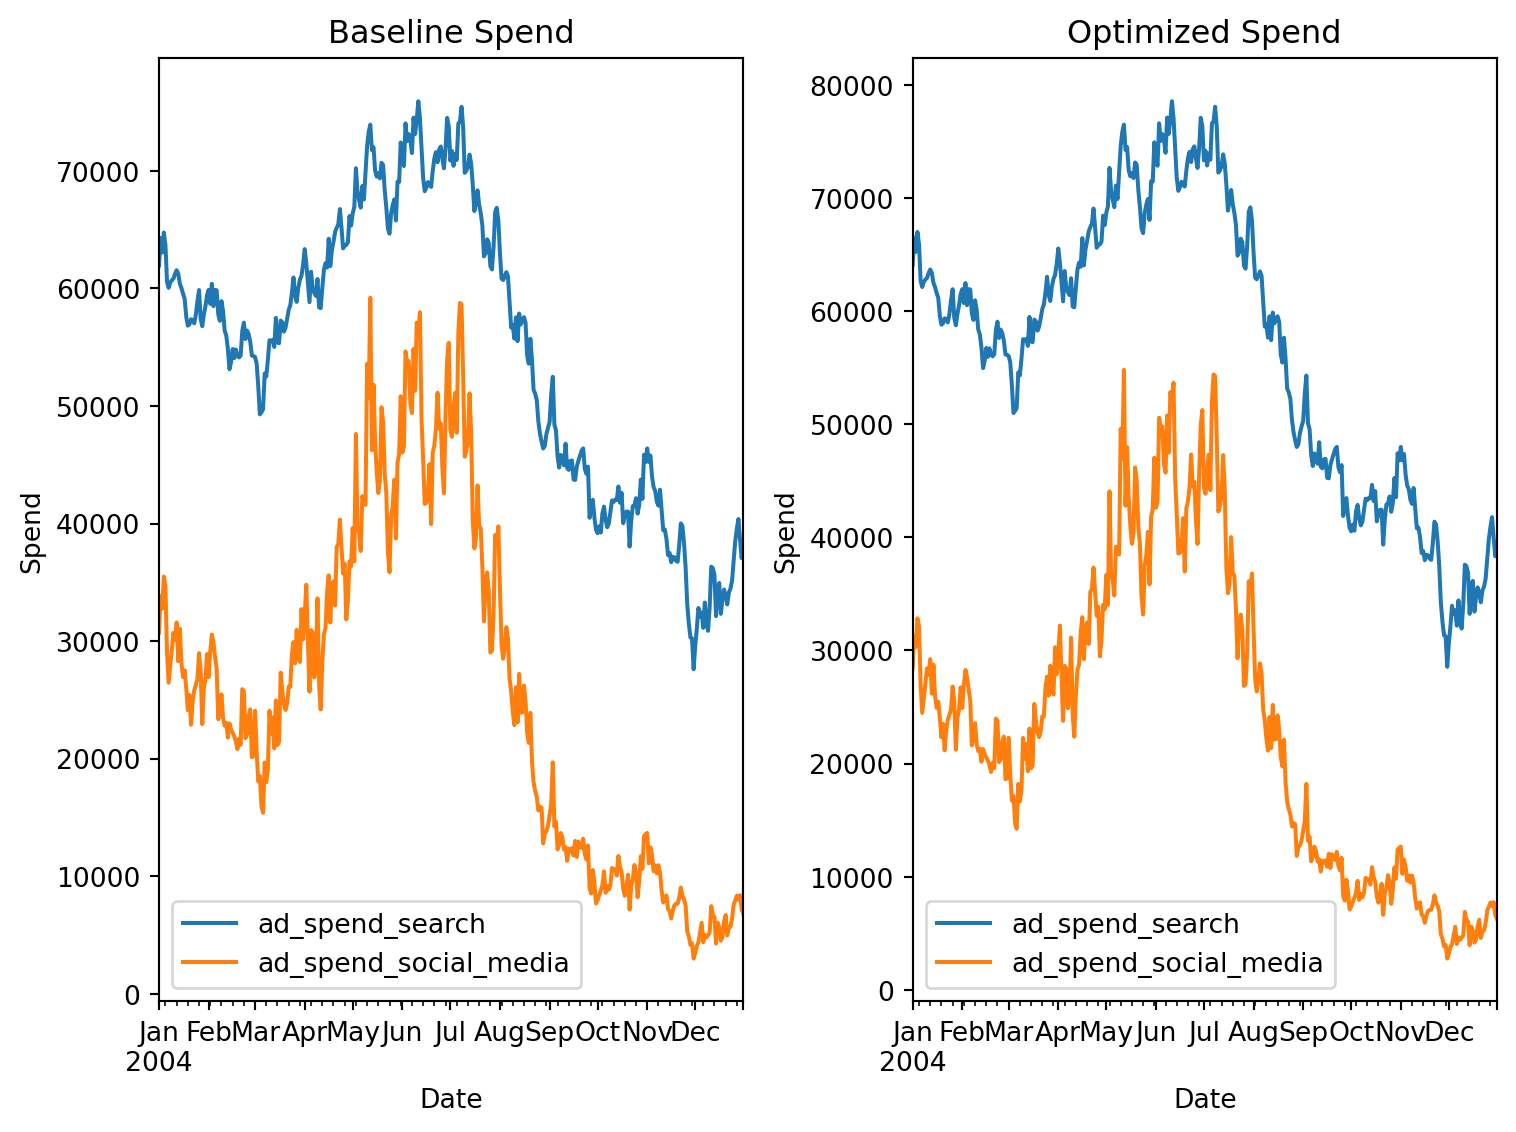 Baseline Spend
Spend
70000
60000
50000
40000
30000
20000
10000
0
ad_spend_search
ad_spend_social_media
Jan Feb Mar Apr May Jun Jul Aug Sep Oct Nov Dec
2004
Date
Optimized Spend
Spend
80000
70000
60000
50000
40000
30000
20000
10000
0
ad_spend_search
ad_spend_social_media
Jan Feb Mar Apr May Jun Jul Aug Sep Oct Nov Dec
2004
Date